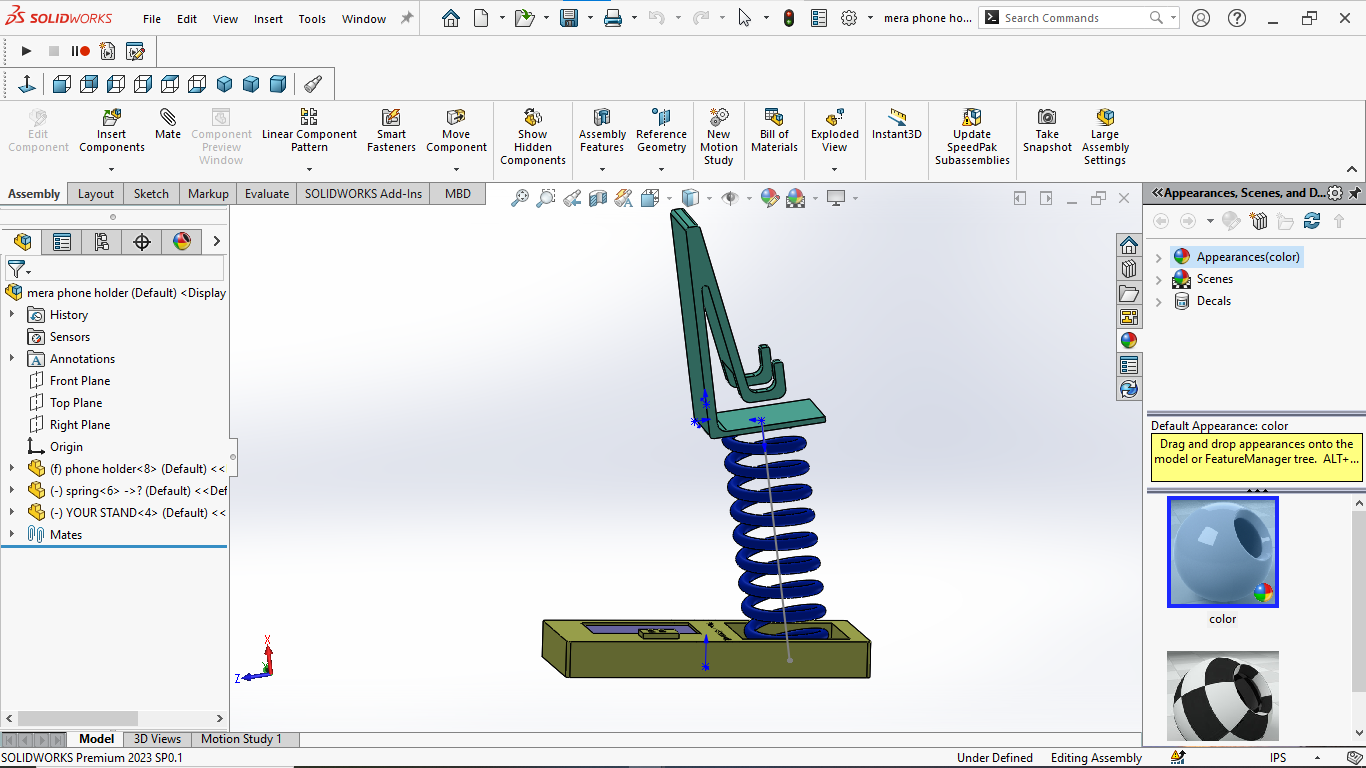 SOLIDWORKS File Edit View Insert Tools Window mera phone ho... Search Commands
Edit Component
Insert Components
Mate
Component Preview Window
Linear Component Pattern
Smart Fasteners
Move Component
Show Hidden Components
Assembly Features
Reference Geometry
New Motion Study
Bill of Materials
Exploded View
Instant3D
Update SpeedPak Subassemblies
Take Snapshot
Large Assembly Settings
Assembly Layout Sketch Markup Evaluate SOLIDWORKS Add-Ins MBD
mera phone holder (Default) <Display
History
Sensors
Annotations
Front Plane
Top Plane
Right Plane
Origin
(f) phone holder<8> (Default) <<
(-) spring<6> ->? (Default) <<Def
(-) YOUR STAND<4> (Default) <<
Mates
X
Z
Appearances, Scenes, and D...
Appearances(color)
Scenes
Decals
Default Appearance: color
Drag and drop appearances onto the
model or FeatureManager tree. ALT+...
color
Model 3D Views Motion Study 1
SOLIDWORKS Premium 2023 SP0.1 Under Defined Editing Assembly IPS